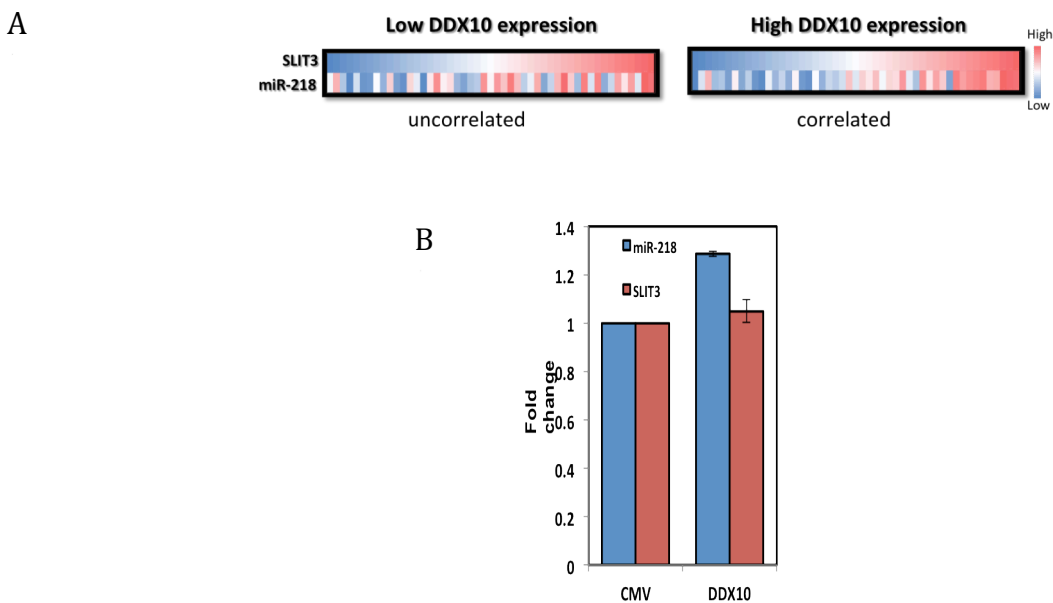 A
Low DDX10 expression
High DDX10 expression
High
SLIT3
miR-218
Low
uncorrelated
correlated
B
1.4
1.2
1
0.8
0.6
0.4
0.2
0
Fold
change
miR-218
SLIT3
CMV
DDX10